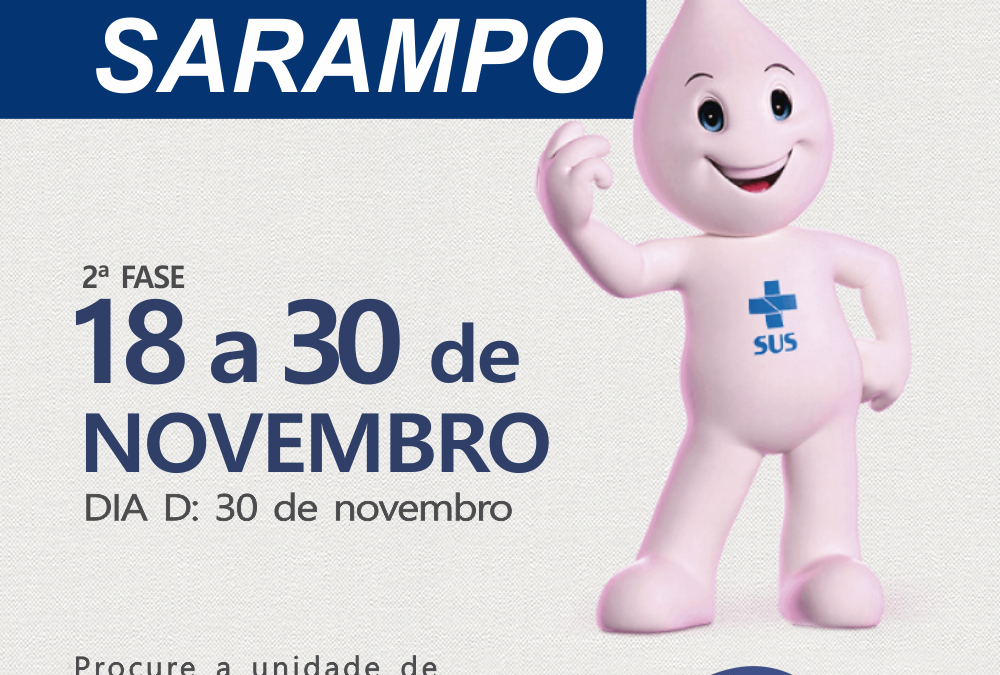 SARAMPO
2ª FASE
18 a 30 de
NOVEMBRO
DIA D: 30 de novembro
SUS
Procure a unidade de